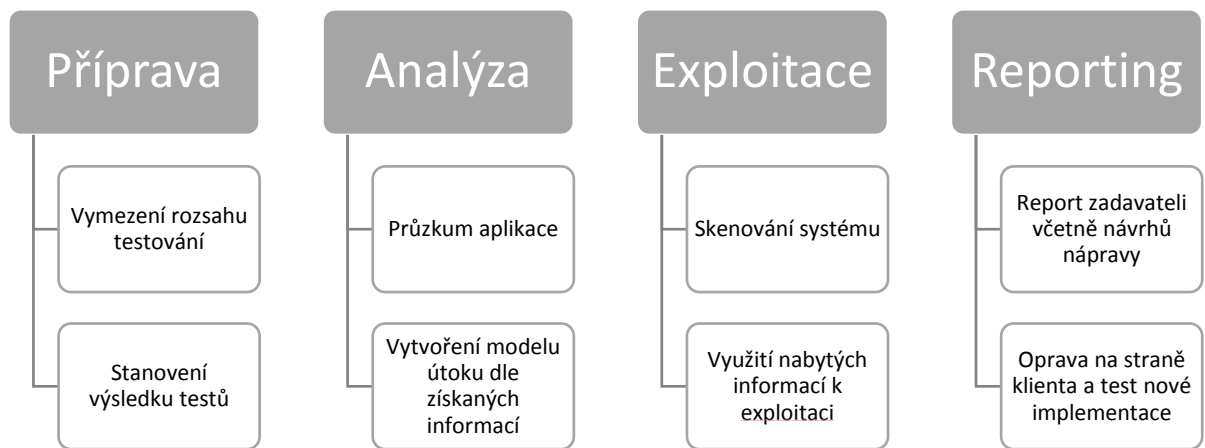 Příprava
Vymezení rozsahu
testování
Stanovení
výsledku testů
Analýza
Průzkum aplikace
Vytvoření modelu
útoku dle
získaných
informací
Exploitace
Skenování systému
Využití nabytých
informací k
exploitaci
Reporting
Report zadavateli
včetně návrhů
nápravy
Oprava na straně
klienta a test nové
implementace